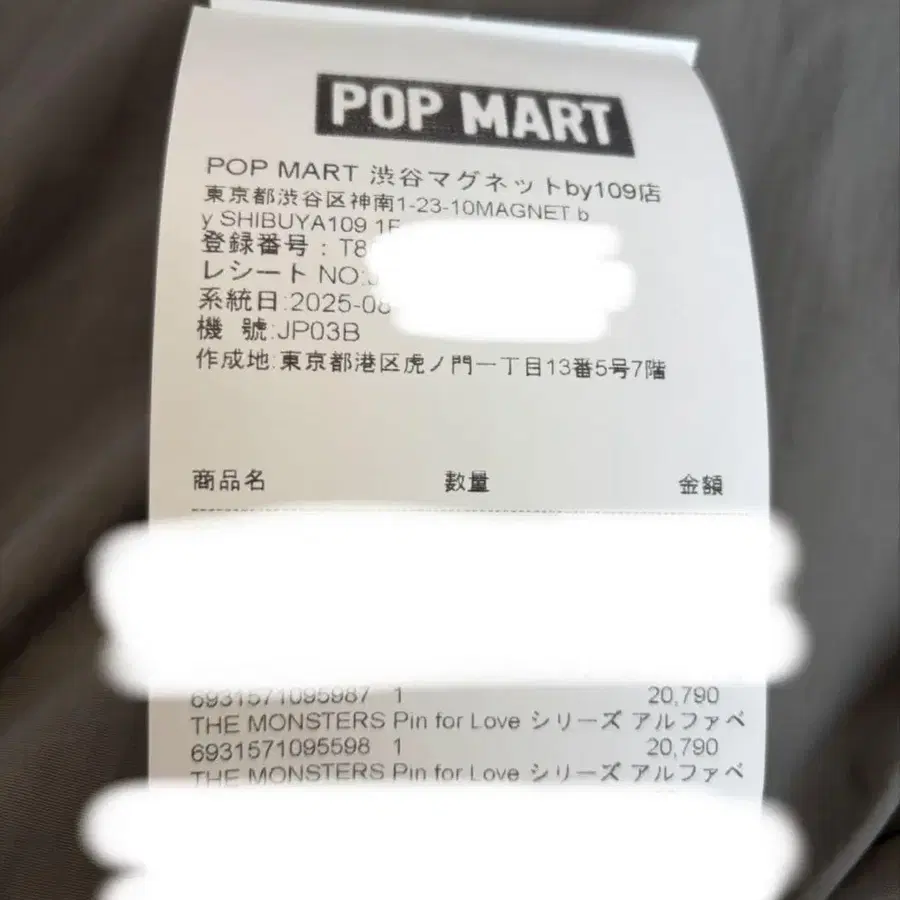 POP MART
POP MART 渋谷マグネットby109店
東京都渋谷区神南1-23-10MAGNET b
y SHIBUYA109 1F
登録番号：T8
レシート NO:
系統日:2025-08
機 號:JP03B
作成地:東京都港区虎ノ門一丁目13番5号7階
商品名 数量 金額
6931571095987 1 20,790
THE MONSTERS Pin for Love シリーズ アルファベ
6931571095598 1 20,790
THE MONSTERS Pin for Love シリーズ アルファベ